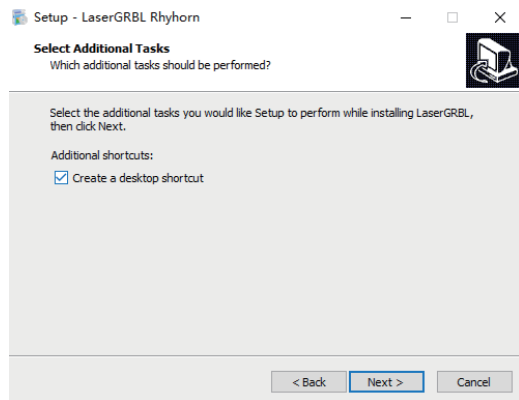 Setup - LaserGRBL Rhyhorn
Select Additional Tasks
Which additional tasks should be performed?
Select the additional tasks you would like Setup to perform while installing LaserGRBL,
then click Next.
Additional shortcuts:
Create a desktop shortcut
< Back
Next >
Cancel